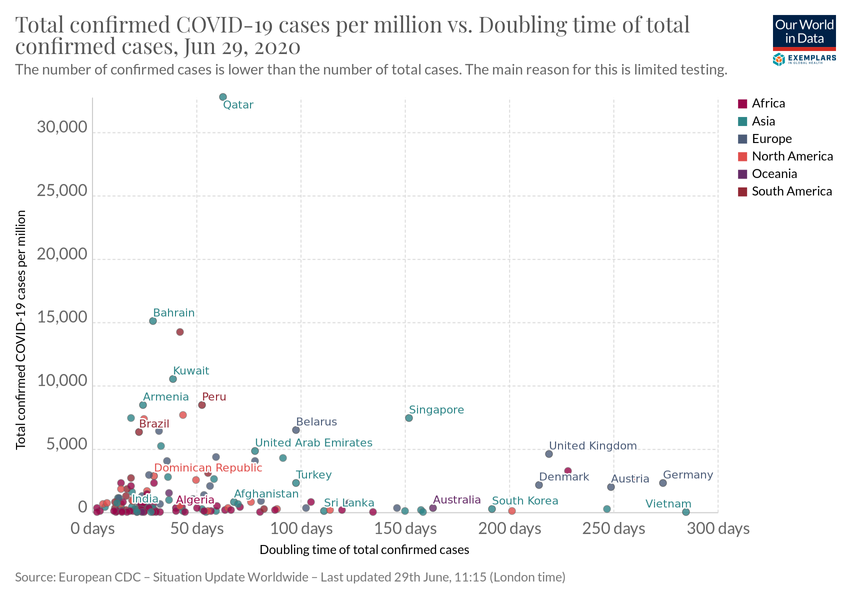 Total confirmed COVID-19 cases per million vs. Doubling time of total
confirmed cases, Jun 29, 2020
The number of confirmed cases is lower than the number of total cases. The main reason for this is limited testing.
Our World
in Data
EXEMPLARS
IN GLOBAL HEALTH
Africa
Asia
Europe
North America
Oceania
South America
Total confirmed COVID-19 cases per million
30,000
25,000
20,000
15,000
10,000
5,000
0
Qatar
Bahrain
Kuwait
Armenia
Peru
Singapore
Brazil
Belarus
United Arab Emirates
United Kingdom
Dominican Republic
Turkey
Denmark
Austria
Germany
India
Algeria
Afghanistan
Sri Lanka
Australia
South Korea
Vietnam
0 days
50 days
100 days
150 days
200 days
250 days
300 days
Doubling time of total confirmed cases
Source: European CDC – Situation Update Worldwide – Last updated 29th June, 11:15 (London time)